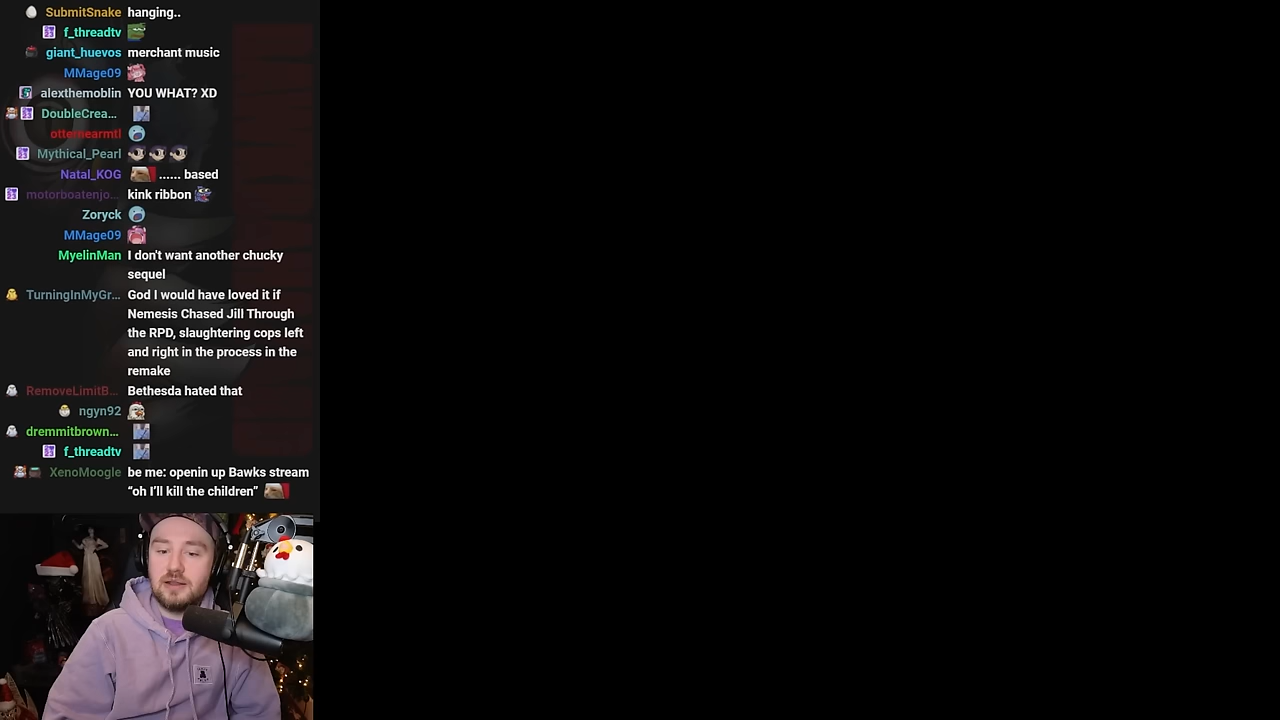 SubmitSnake hanging..
f_threadtv
giant_huevos merchant music
MMage09
alexthemoblin YOU WHAT? XD
DoubleCrea...
otternearmtl
Mythical_Pearl
Natal_KOG ...... based
motorboatenjo... kink ribbon
Zoryck
MMage09
MyelinMan I don't want another chucky
sequel
TurningInMyGr... God I would have loved it if
Nemesis Chased Jill Through
the RPD, slaughtering cops left
and right in the process in the
remake
RemoveLimitB... Bethesda hated that
ngyn92
dremmitbrown...
f_threadtv
XenoMoogle be me: openin up Bawks stream
“oh I’ll kill the children”